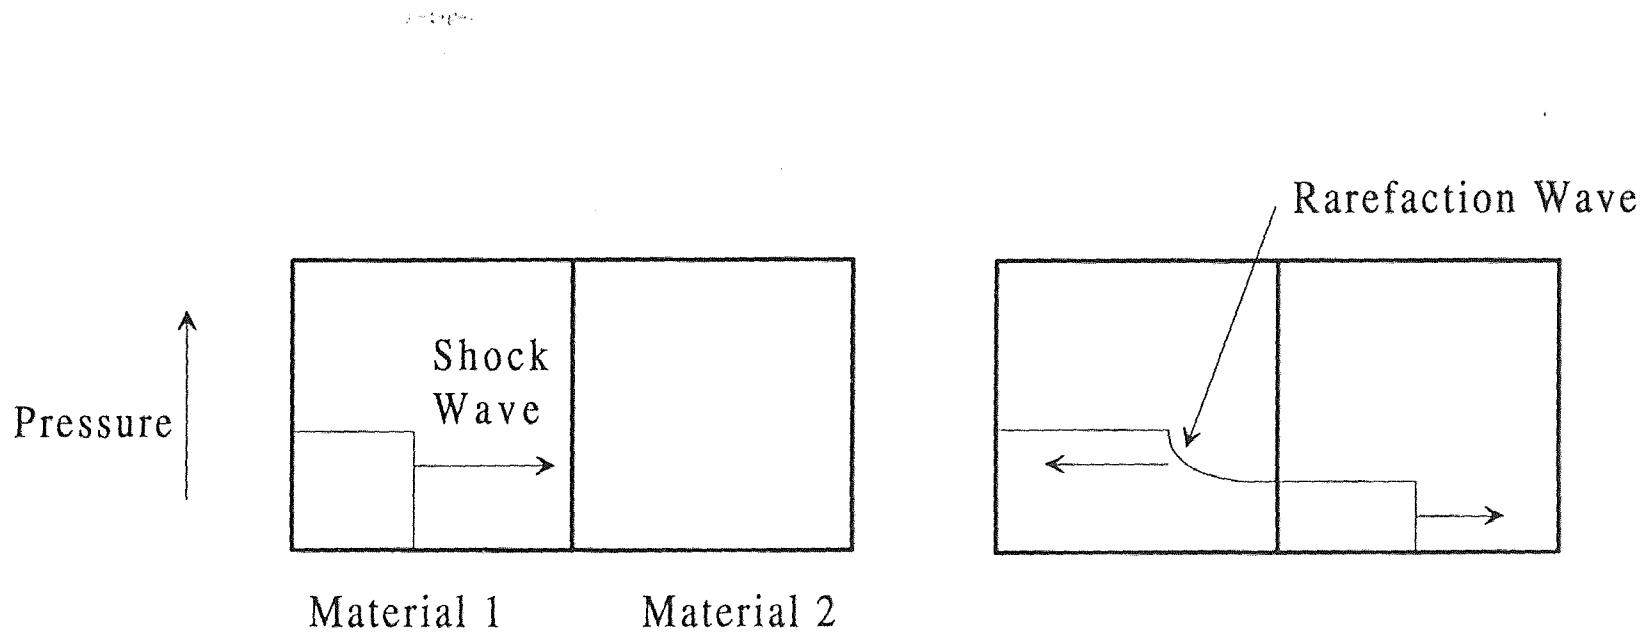 Rarefaction Wave
Shock
Wave
Pressure
Material 1
Material 2